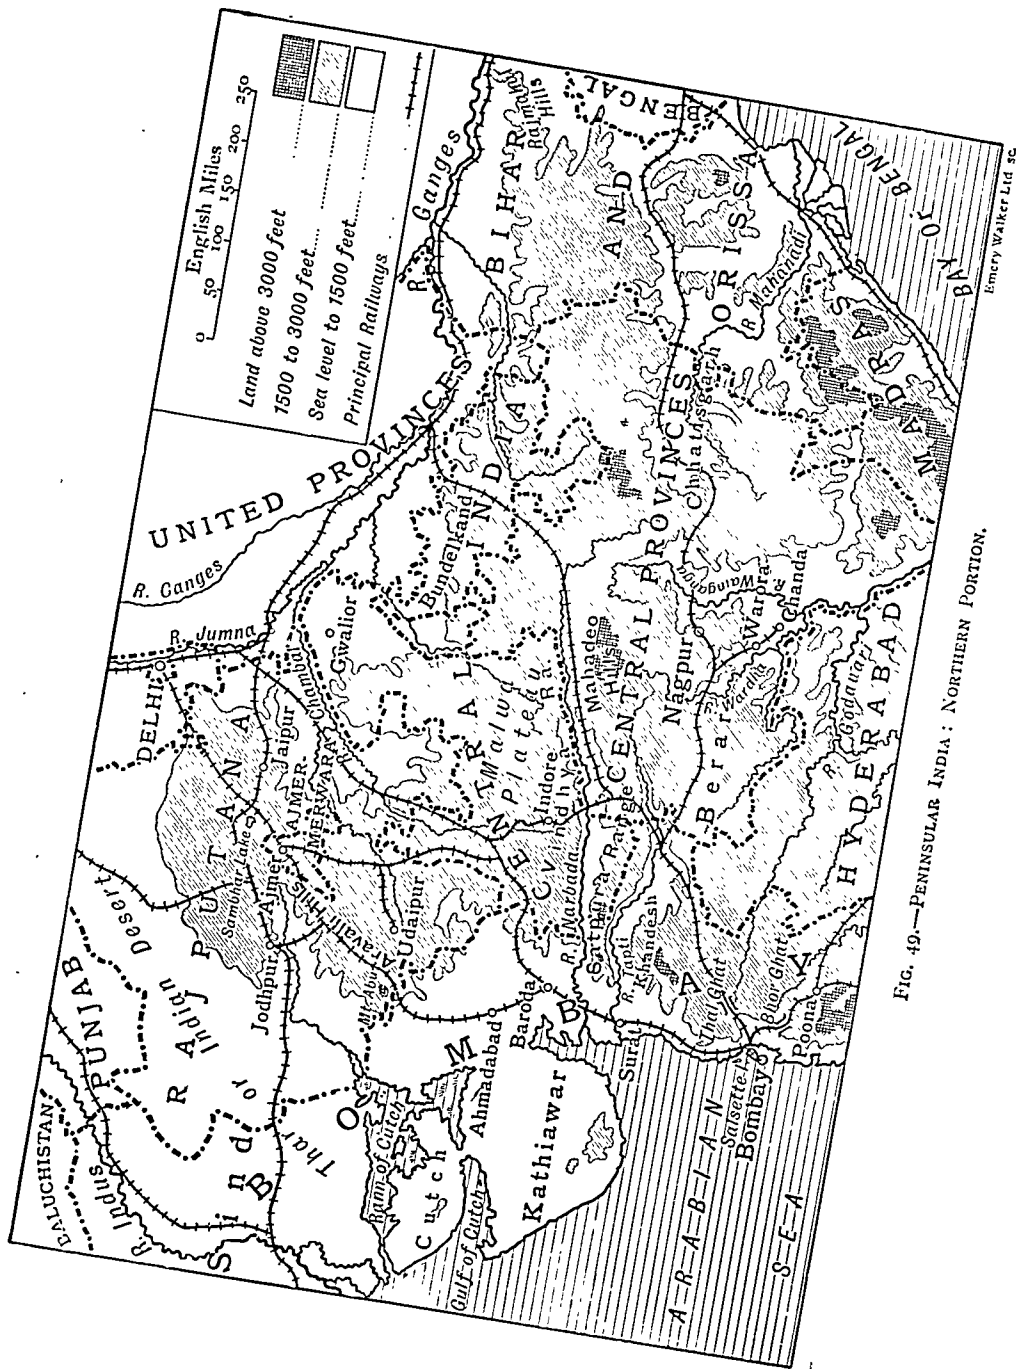 English Miles
0 50 100 150 200 250
Land above 3000 feet
1500 to 3000 feet
Sea level to 1500 feet
Principal Railways
BALUCHISTAN
PUNJAB
R. Indus
Sind
Thar or Indian Desert
RAJPUTANA
DELHI
R. Jumna
R. Ganges
UNITED PROVINCES
R. Ganges
BIHAR AND ORISSA
Rajmahal Hills
BENGAL
Jodhpur
Sambhar Lake
Ajmer
AJMER-
MERWARA
Jaipur
R. Chambal
Gwalior
Bundelkand
CENTRAL INDIA
Malwa
Plateau
Aravalli Hills
Mt. Abu
Udaipur
Rann of Cutch
Cutch
Gulf of Cutch
Kathiawar
Ahmadabad
Baroda
BOMBAY
Indore
Vindhya Ra.
R. Narbada
Satpura Range
Mahadeo
Hills
CENTRAL PROVINCES
Chhattisgarh
R. Mahanadi
Surat
R. Tapti
Khandesh
Berar
Nagpur
R. Wainganga
Wardha
Warora
Chanda
Thal Ghat
Bhor Ghat
Salsette I.
Bombay
Poona
R. Godavari
HYDERABAD
MADRAS
ARABIAN
SEA
BAY OF BENGAL
Emery Walker Ltd sc.
FIG. 49.—PENINSULAR INDIA: NORTHERN PORTION.